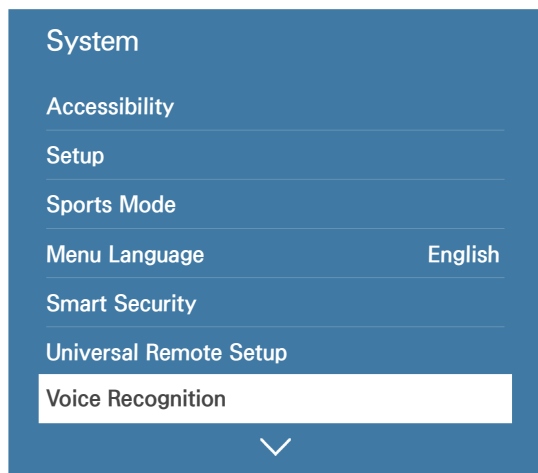 System
Accessibility
Setup
Sports Mode
Menu Language English
Smart Security
Universal Remote Setup
Voice Recognition